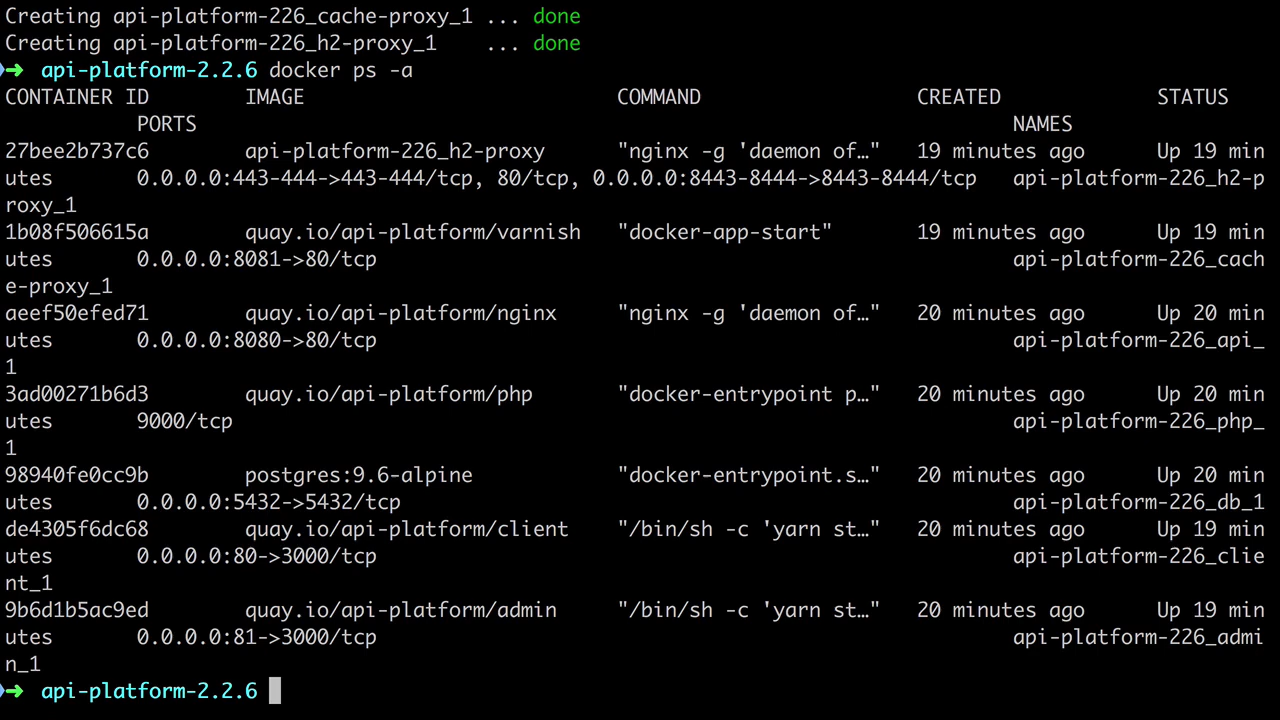 Creating api-platform-226_cache-proxy_1 ... done
Creating api-platform-226_h2-proxy_1    ... done
➜  api-platform-2.2.6 docker ps -a
CONTAINER ID        IMAGE                          COMMAND                  CREATED             STATUS
           PORTS                                                                    NAMES
27bee2b737c6        api-platform-226_h2-proxy      "nginx -g 'daemon of…"   19 minutes ago      Up 19 min
utes       0.0.0.0:443-444->443-444/tcp, 80/tcp, 0.0.0.0:8443-8444->8443-8444/tcp   api-platform-226_h2-p
roxy_1
1b08f506615a        quay.io/api-platform/varnish   "docker-app-start"       19 minutes ago      Up 19 min
utes       0.0.0.0:8081->80/tcp                                                     api-platform-226_cach
e-proxy_1
aeef50efed71        quay.io/api-platform/nginx     "nginx -g 'daemon of…"   20 minutes ago      Up 20 min
utes       0.0.0.0:8080->80/tcp                                                     api-platform-226_api_
1
3ad00271b6d3        quay.io/api-platform/php       "docker-entrypoint p…"   20 minutes ago      Up 20 min
utes       9000/tcp                                                                 api-platform-226_php_
1
98940fe0cc9b        postgres:9.6-alpine            "docker-entrypoint.s…"   20 minutes ago      Up 20 min
utes       0.0.0.0:5432->5432/tcp                                                   api-platform-226_db_1
de4305f6dc68        quay.io/api-platform/client    "/bin/sh -c 'yarn st…"   20 minutes ago      Up 19 min
utes       0.0.0.0:80->3000/tcp                                                     api-platform-226_clie
nt_1
9b6d1b5ac9ed        quay.io/api-platform/admin     "/bin/sh -c 'yarn st…"   20 minutes ago      Up 19 min
utes       0.0.0.0:81->3000/tcp                                                     api-platform-226_admi
n_1
➜  api-platform-2.2.6